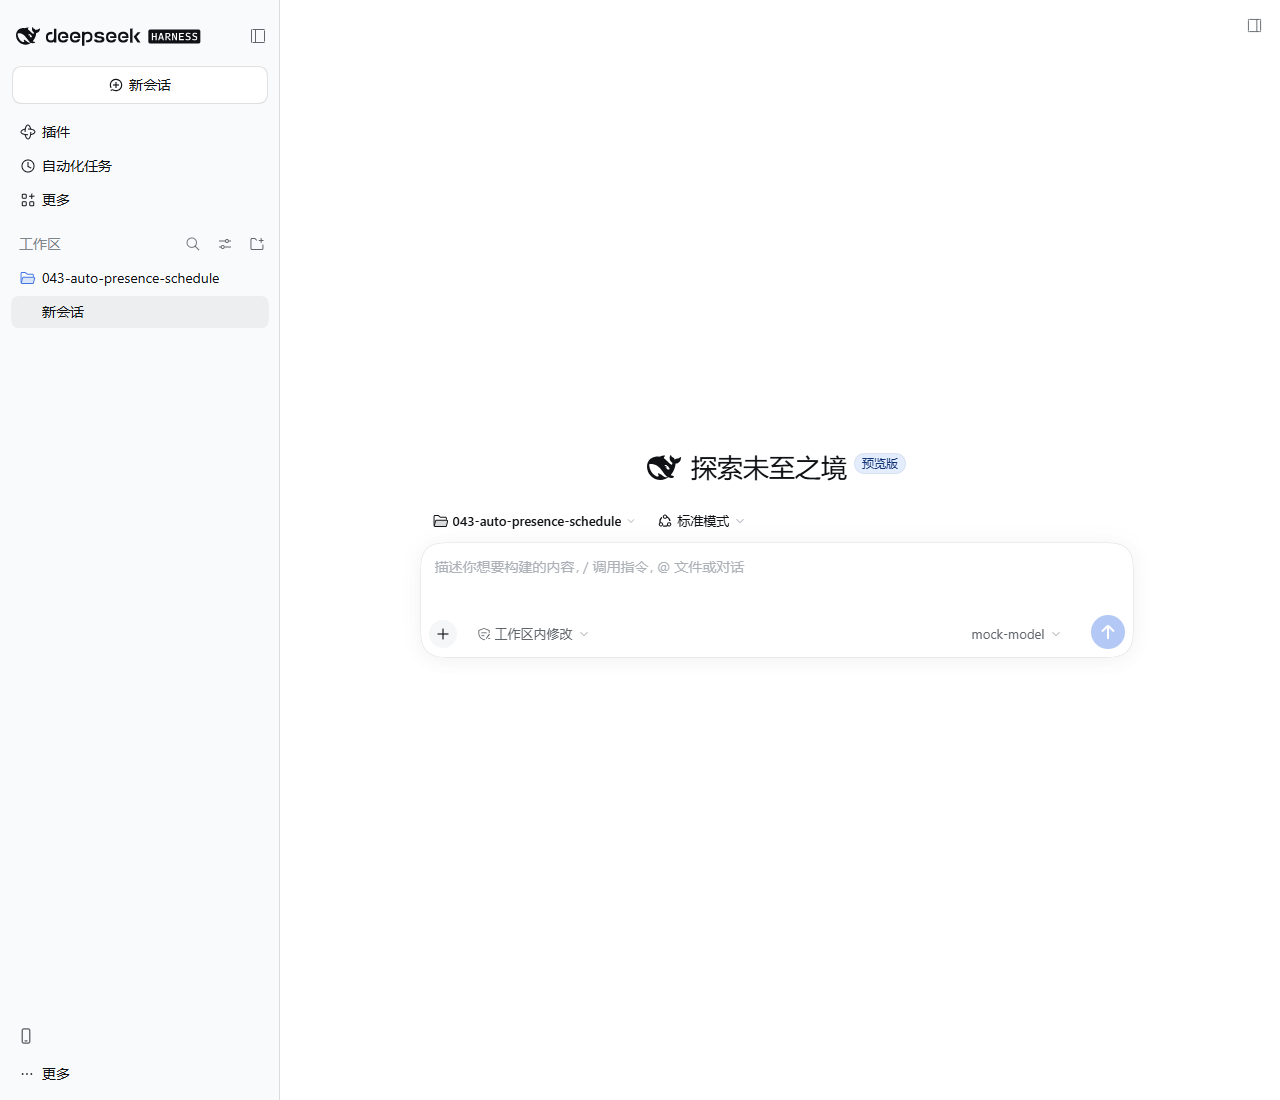 deepseek HARNESS
新会话
插件
自动化任务
更多
工作区
043-auto-presence-schedule
新会话
探索未至之境 预览版
043-auto-presence-schedule 标准模式
描述你想要构建的内容, / 调用指令, @ 文件或对话
工作区内修改 mock-model
更多